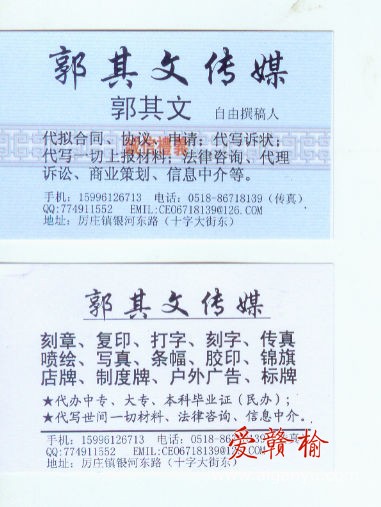 郭其文传媒
郭其文 自由撰稿人
代拟合同、协议、申请；代写诉状；
代写一切上报材料；法律咨询、代理
诉讼、商业策划、信息中介等。
手机：15996126713 电话：0518-86718139（传真）
QQ:774911552 EMIL:CEO6718139@126.COM
地址：厉庄镇银河东路（十字大街东）
郭其文传媒
刻章、复印、打字、刻字、传真
喷绘、写真、条幅、胶印、锦旗
店牌、制度牌、户外广告、标牌
★代办中专、大专、本科毕业证（民办）；
★代写世间一切材料、法律咨询、信息中介。
手机：15996126713 电话：0518-86718139（传真）
QQ:774911552 EMIL:CEO6718139@126.COM
地址：厉庄镇银河东路（十字大街东）
爱赣榆